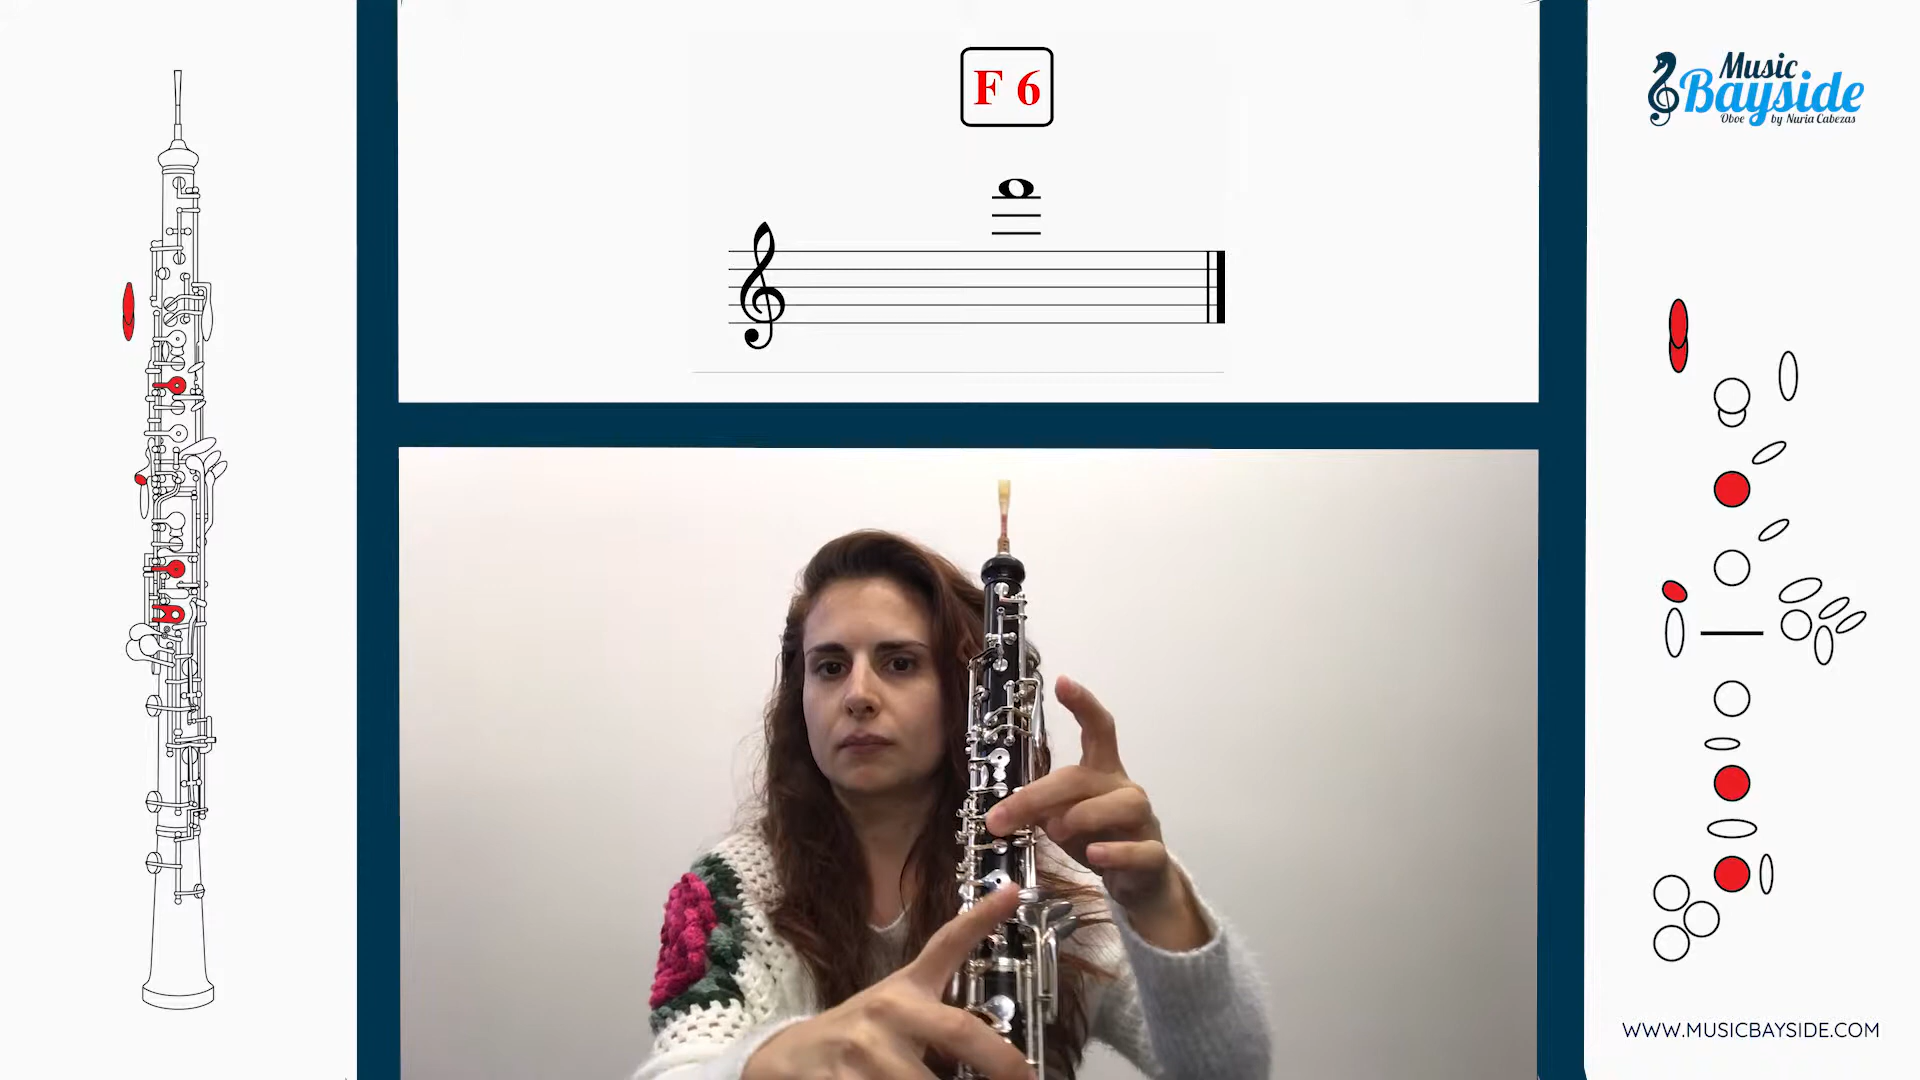 F 6
Music
Bayside
Oboe by Nuria Cabezas
WWW.MUSICBAYSIDE.COM